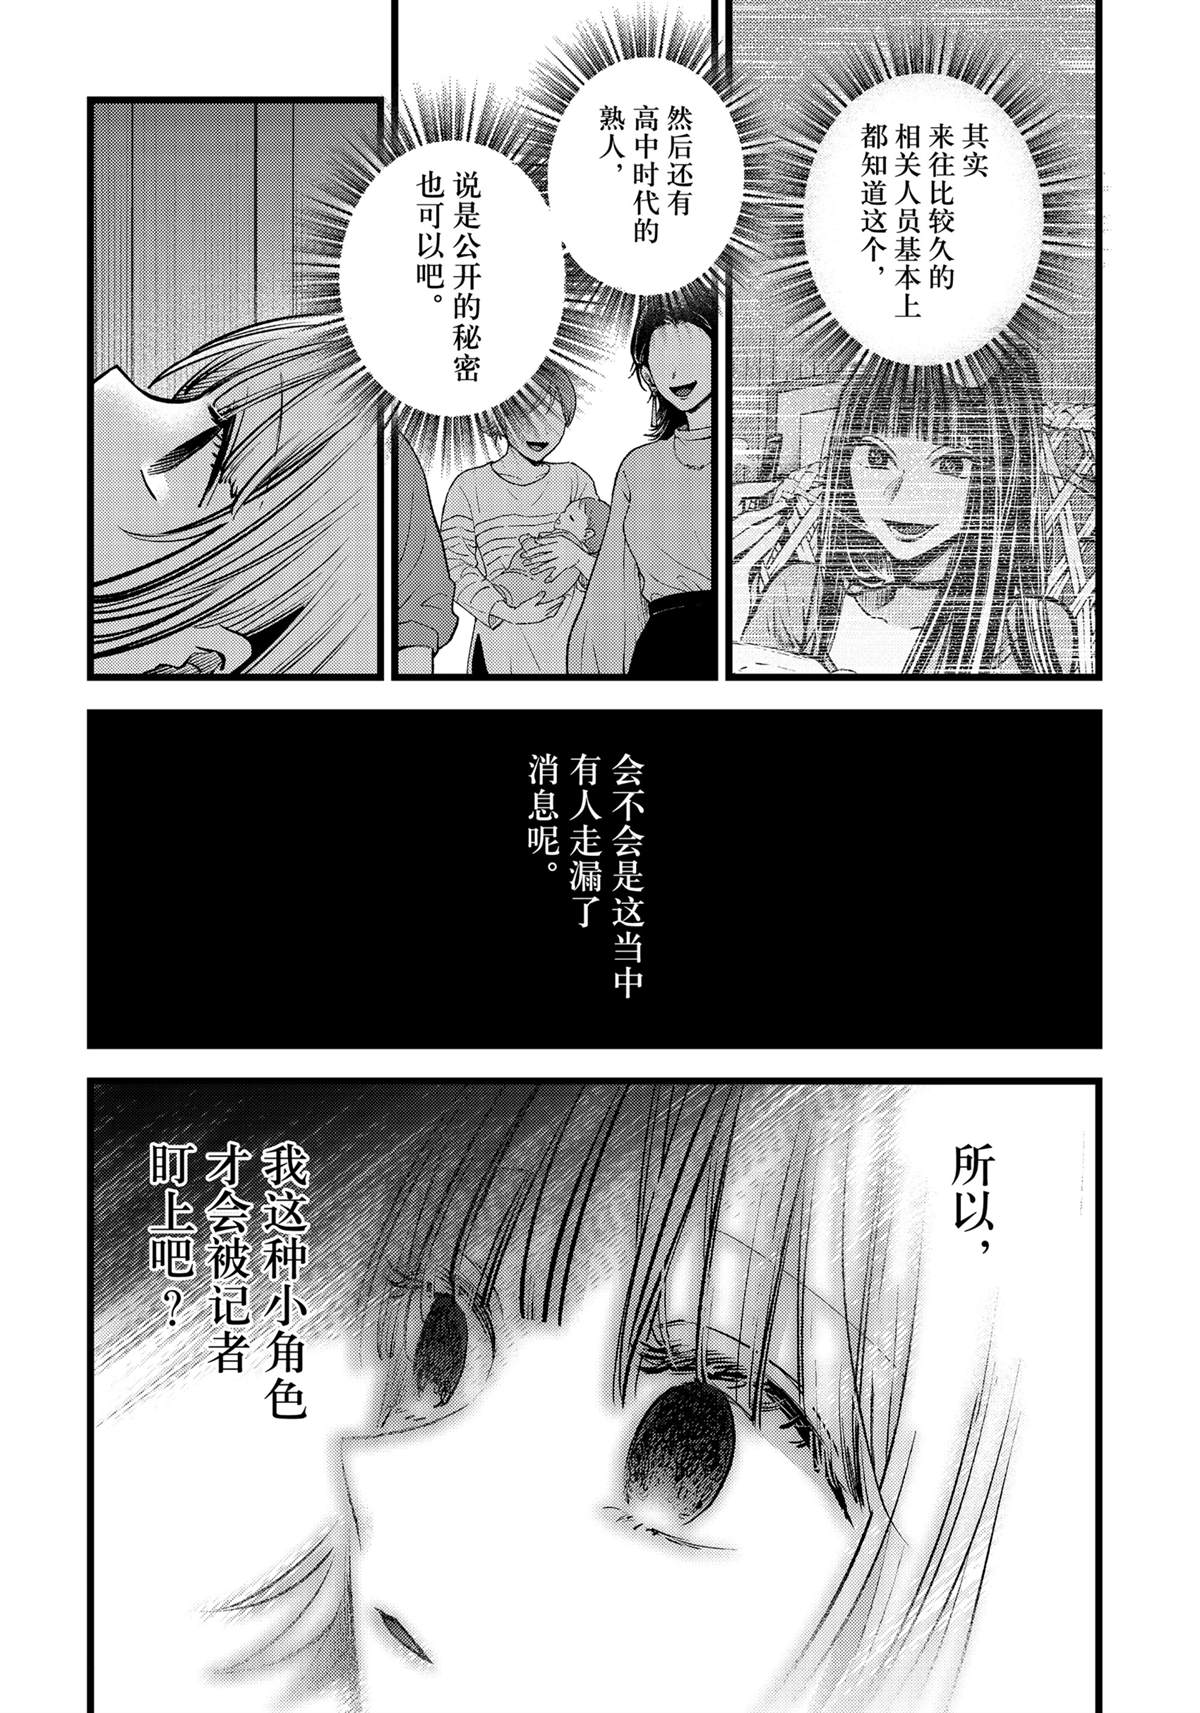 其实
来往比较久的
相关人员基本上
都知道这个，
然后还有
高中时代的
熟人，
说是公开的秘密
也可以吧。
会不会是这当中
有人走漏了
消息呢。
所以，
我这种小角色
才会被记者
盯上吧？